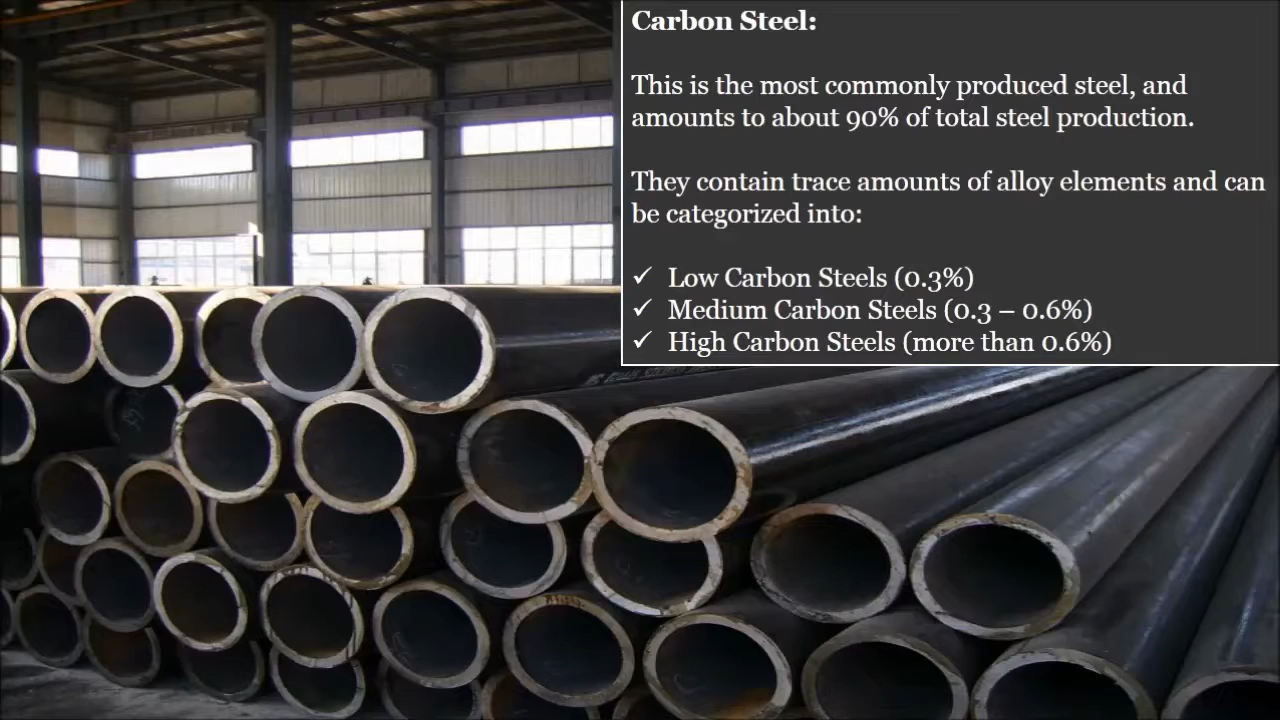 Carbon Steel:
This is the most commonly produced steel, and
amounts to about 90% of total steel production.
They contain trace amounts of alloy elements and can
be categorized into:
✓ Low Carbon Steels (0.3%)
✓ Medium Carbon Steels (0.3 – 0.6%)
✓ High Carbon Steels (more than 0.6%)